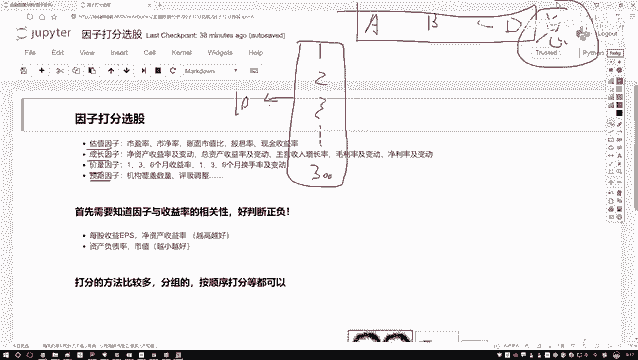 A B C D 总
jupyter 因子打分选股 Last Checkpoint: 38 minutes ago (autosaved)
Logout
File Edit View Insert Cell Kernel Widgets Help
Trusted
Python
Markdown
1
2
3
300
10
因子打分选股
估值因子：市盈率、市净率、账面市值比、股息率、现金收益率
成长因子：净资产收益率及变动、总资产收益率及变动、主营收入增长率、毛利率及变动、净利率及变动
价量因子：1、3、6个月收益率、1、3、6个月换手率及变动
预期因子：机构覆盖数量、评级调整……
首先需要知道因子与收益率的相关性，好判断正负！
每股收益EPS，净资产收益率（越高越好）
资产负债率、市值（越小越好）
打分的方法比较多，分组的，按顺序打分等都可以